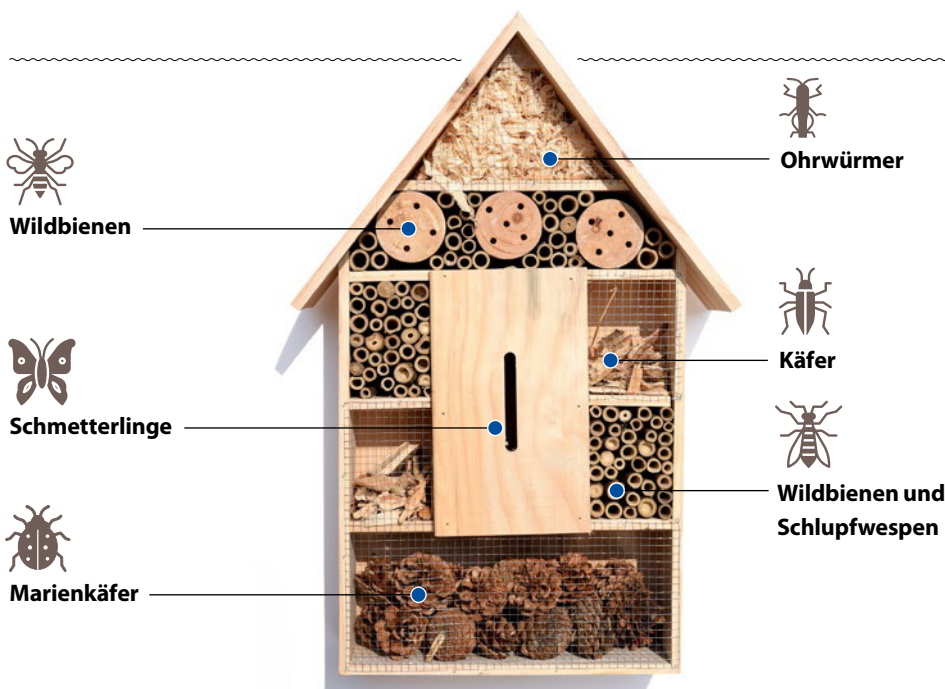 Ohrwürmer
Wildbienen
Käfer
Schmetterlinge
Wildbienen und
Schlupfwespen
Marienkäfer